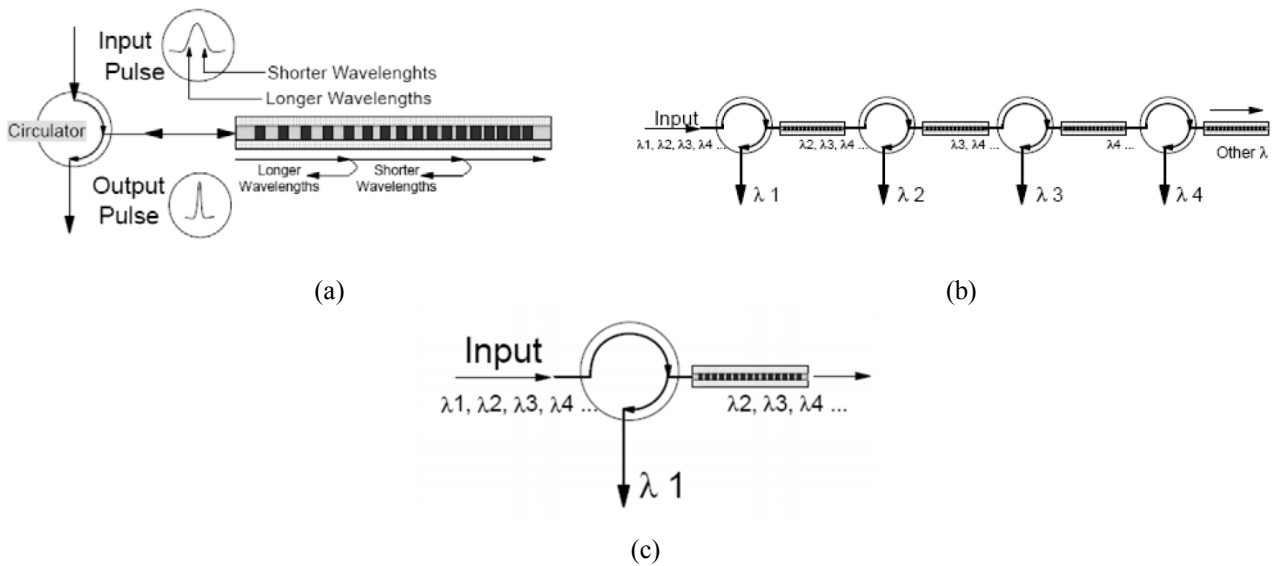 Input
Pulse
Shorter Wavelenghts
Longer Wavelengths
Circulator
Longer
Wavelengths
Shorter
Wavelengths
Output
Pulse
(a)
Input
λ1, λ2, λ3, λ4 ...
λ2, λ3, λ4 ...
λ3, λ4 ...
λ4 ...
Other λ
λ 1
λ 2
λ 3
λ 4
(b)
Input
λ1, λ2, λ3, λ4 ...
λ2, λ3, λ4 ...
λ 1
(c)